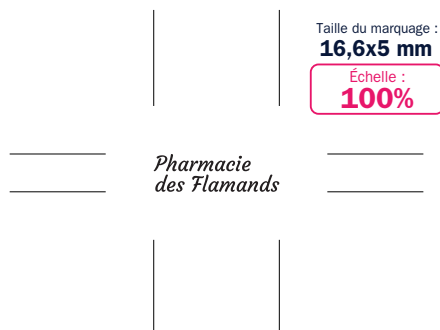 Taille du marquage :
16,6x5 mm
Échelle :
100%
Pharmacie
des Flamands